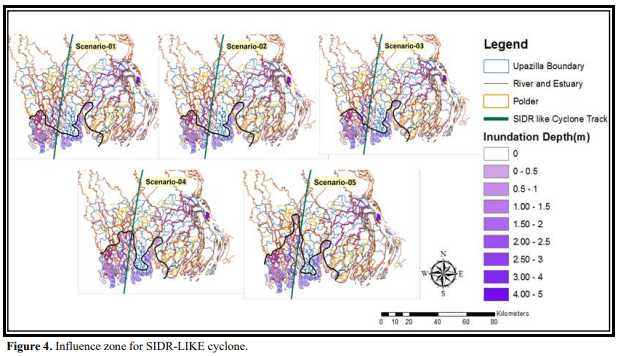 Scenario-01
Scenario-02
Scenario-03
Scenario-04
Scenario-05
Legend
Upazilla Boundary
River and Estuary
Polder
SIDR like Cyclone Track
Inundation Depth(m)
0
0 - 0.5
0.5 - 1
1.00 - 1.5
1.50 - 2
2.00 - 2.5
2.50 - 3
3.00 - 4
4.00 - 5
N
W E
S
Kilometers
0 10 20 40 60 80
Figure 4. Influence zone for SIDR-LIKE cyclone.